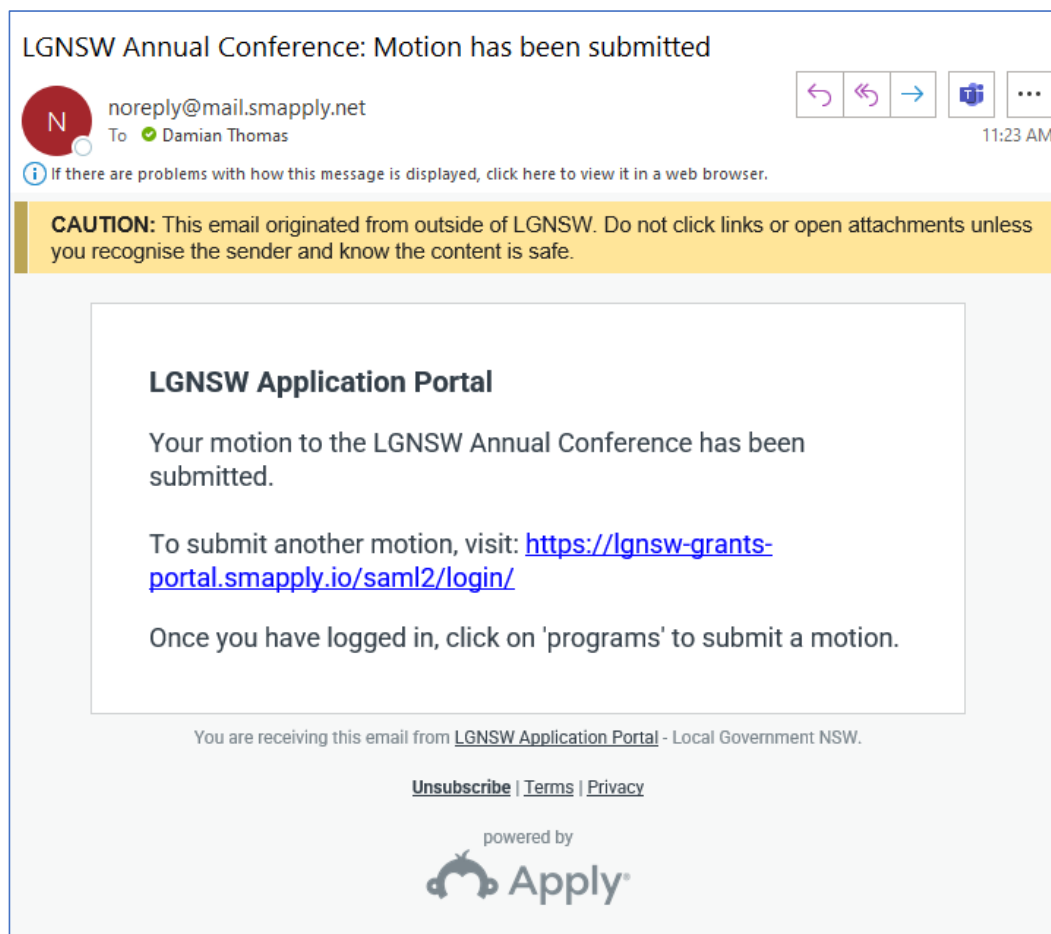 LGNSW Annual Conference: Motion has been submitted
N
noreply@mail.smapply.net
To Damian Thomas
11:23 AM
If there are problems with how this message is displayed, click here to view it in a web browser.
CAUTION: This email originated from outside of LGNSW. Do not click links or open attachments unless
you recognise the sender and know the content is safe.
LGNSW Application Portal
Your motion to the LGNSW Annual Conference has been
submitted.
To submit another motion, visit: https://lgnsw-grants-
portal.smapply.io/saml2/login/
Once you have logged in, click on 'programs' to submit a motion.
You are receiving this email from LGNSW Application Portal - Local Government NSW.
Unsubscribe | Terms | Privacy
powered by
Apply